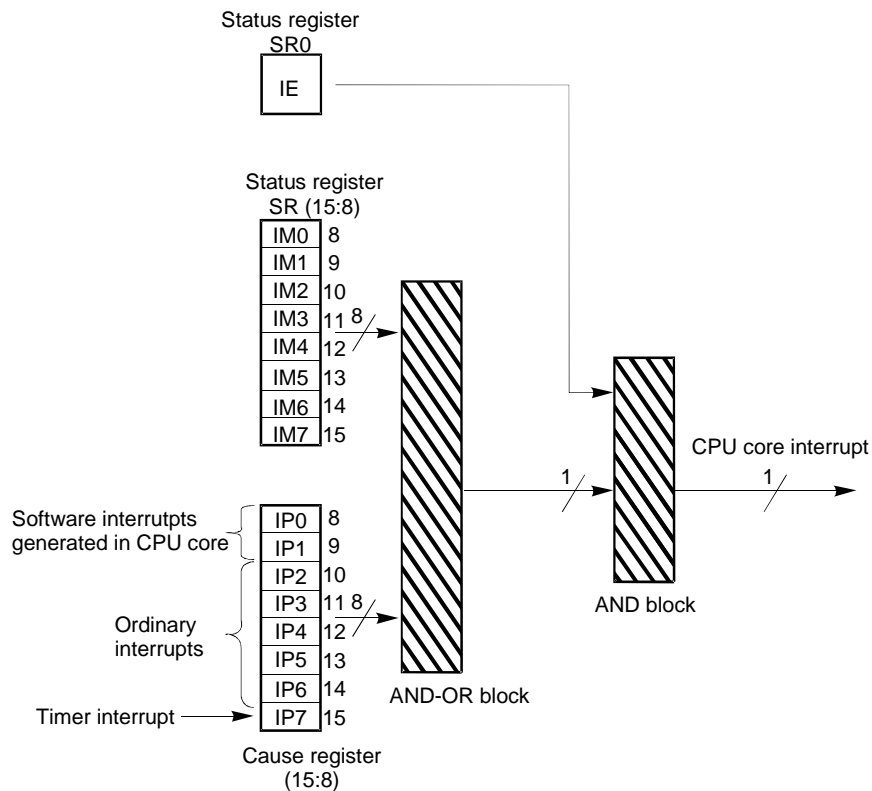 Status register
SR0
IE
Status register
SR (15:8)
IM0 8
IM1 9
IM2 10
IM3 11 8
IM4 12
IM5 13
IM6 14
IM7 15
CPU core interrupt
1
1
Software interrutpts
generated in CPU core
IP0 8
IP1 9
IP2 10
IP3 11 8
IP4 12
IP5 13
IP6 14
IP7 15
Ordinary
interrupts
Timer interrupt
AND block
AND-OR block
Cause register
(15:8)